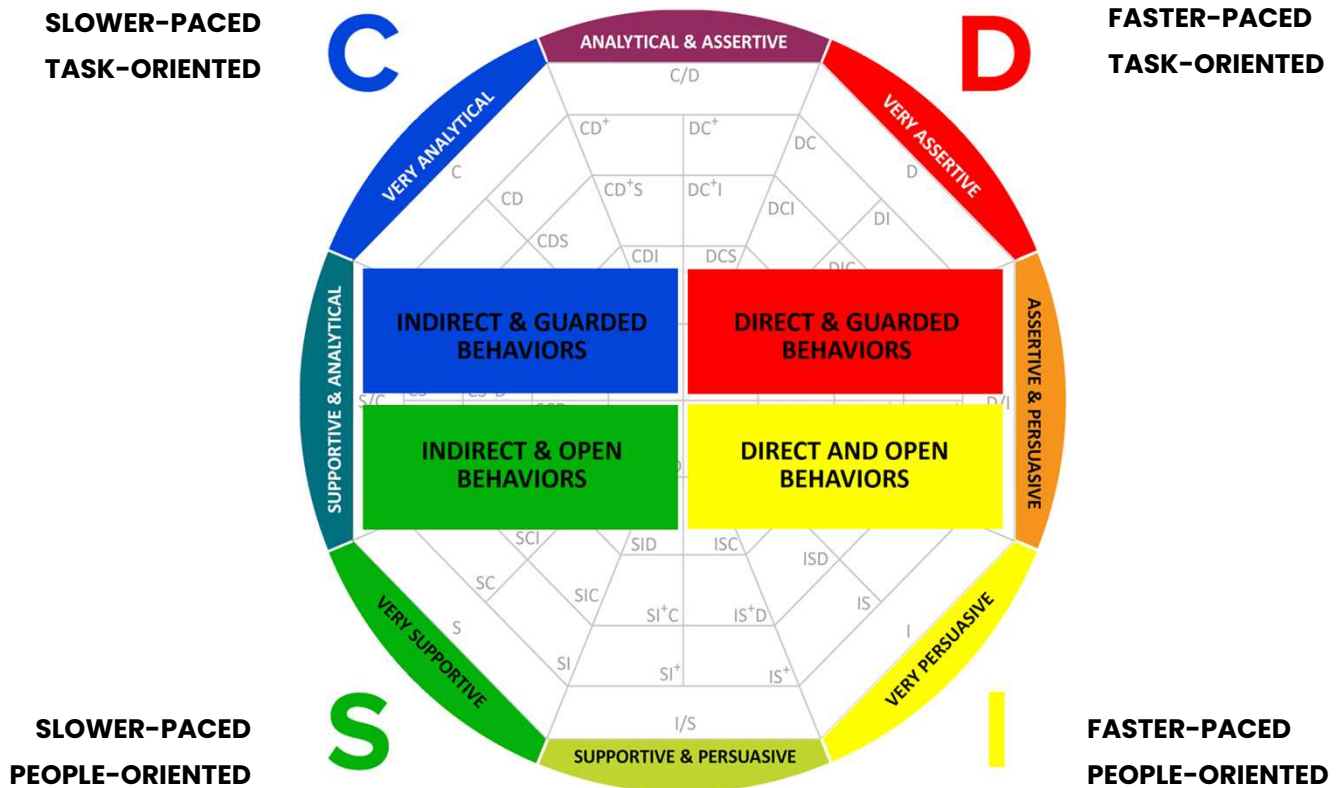 SLOWER-PACED
TASK-ORIENTED
C
D
FASTER-PACED
TASK-ORIENTED
ANALYTICAL & ASSERTIVE
C/D
VERY ANALYTICAL
VERY ASSERTIVE
CD+
DC+
DC
C
D
CD
CD+S
DC+I
DCI
DI
CDS
CDI
DCS
DIC
SUPPORTIVE & ANALYTICAL
ASSERTIVE & PERSUASIVE
INDIRECT & GUARDED
BEHAVIORS
DIRECT & GUARDED
BEHAVIORS
S/C
D/I
INDIRECT & OPEN
BEHAVIORS
DIRECT AND OPEN
BEHAVIORS
SCI
SID
ISC
ISD
SC
SIC
SI+C
IS+D
IS
S
I
SI
SI+
IS+
VERY SUPPORTIVE
VERY PERSUASIVE
I/S
SUPPORTIVE & PERSUASIVE
S
I
SLOWER-PACED
PEOPLE-ORIENTED
FASTER-PACED
PEOPLE-ORIENTED